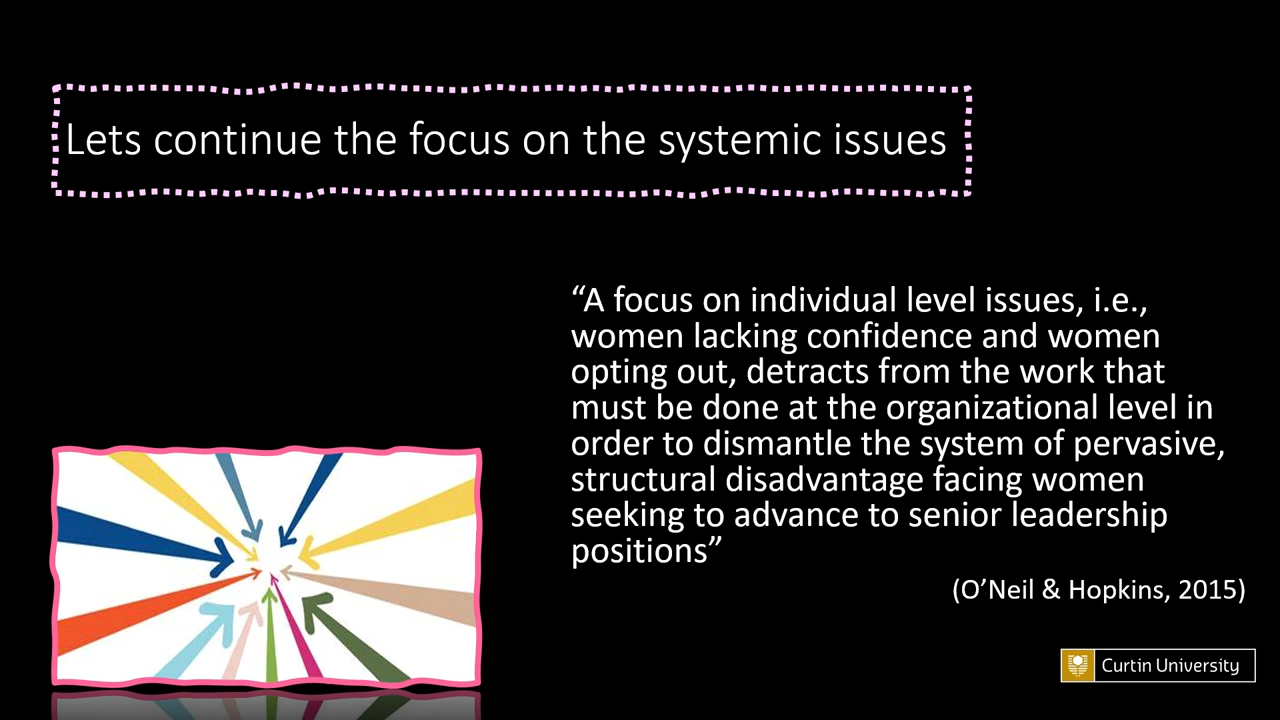 Lets continue the focus on the systemic issues
“A focus on individual level issues, i.e.,
women lacking confidence and women
opting out, detracts from the work that
must be done at the organizational level in
order to dismantle the system of pervasive,
structural disadvantage facing women
seeking to advance to senior leadership
positions”
(O’Neil & Hopkins, 2015)
Curtin University